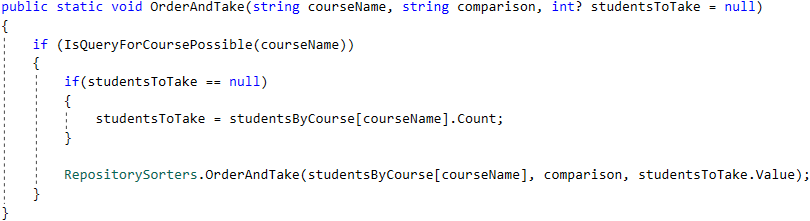 public static void OrderAndTake(string courseName, string comparison, int? studentsToTake = null)
{
    if (IsQueryForCoursePossible(courseName))
    {
        if(studentsToTake == null)
        {
            studentsToTake = studentsByCourse[courseName].Count;
        }

        RepositorySorters.OrderAndTake(studentsByCourse[courseName], comparison, studentsToTake.Value);
    }
}